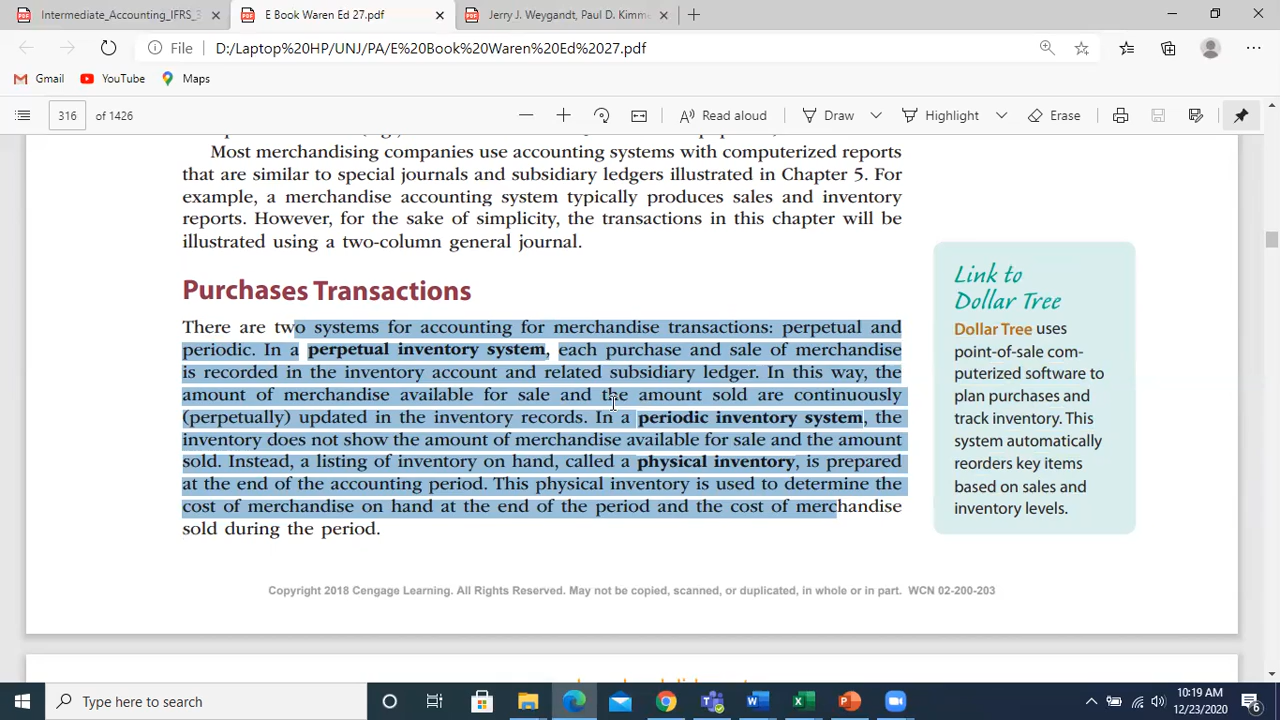 Intermediate_Accounting_IFRS_3
E Book Waren Ed 27.pdf
Jerry J. Weygandt, Paul D. Kimme
File
D:/Laptop%20HP/UNJ/PA/E%20Book%20Waren%20Ed%2027.pdf
Gmail
YouTube
Maps
316 of 1426
Read aloud
Draw
Highlight
Erase
Most merchandising companies use accounting systems with computerized reports
that are similar to special journals and subsidiary ledgers illustrated in Chapter 5. For
example, a merchandise accounting system typically produces sales and inventory
reports. However, for the sake of simplicity, the transactions in this chapter will be
illustrated using a two-column general journal.
Purchases Transactions
There are two systems for accounting for merchandise transactions: perpetual and
periodic. In a perpetual inventory system, each purchase and sale of merchandise
is recorded in the inventory account and related subsidiary ledger. In this way, the
amount of merchandise available for sale and the amount sold are continuously
(perpetually) updated in the inventory records. In a periodic inventory system, the
inventory does not show the amount of merchandise available for sale and the amount
sold. Instead, a listing of inventory on hand, called a physical inventory, is prepared
at the end of the accounting period. This physical inventory is used to determine the
cost of merchandise on hand at the end of the period and the cost of merchandise
sold during the period.
Link to
Dollar Tree
Dollar Tree uses
point-of-sale com-
puterized software to
plan purchases and
track inventory. This
system automatically
reorders key items
based on sales and
inventory levels.
Copyright 2018 Cengage Learning. All Rights Reserved. May not be copied, scanned, or duplicated, in whole or in part. WCN 02-200-203
Type here to search
10:19 AM
12/23/2020
6